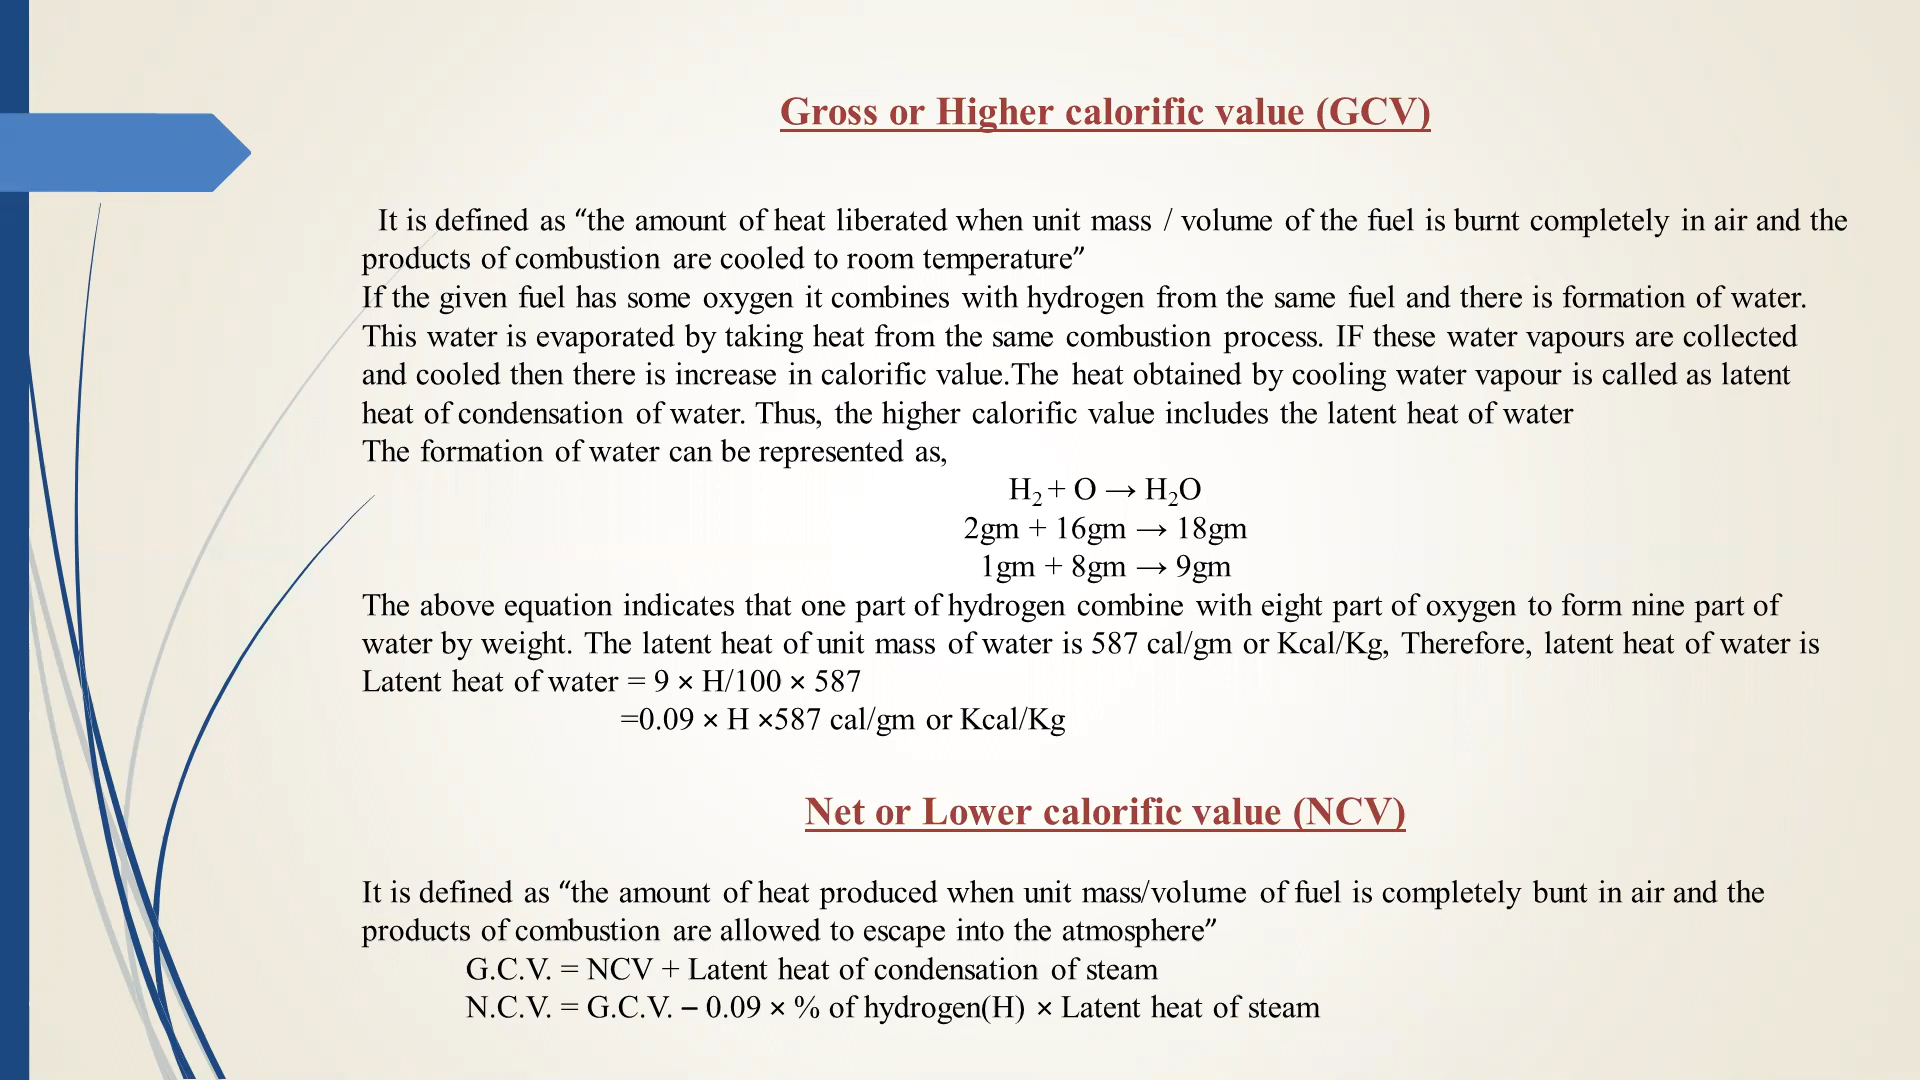 Gross or Higher calorific value (GCV)
It is defined as “the amount of heat liberated when unit mass / volume of the fuel is burnt completely in air and the
products of combustion are cooled to room temperature”
If the given fuel has some oxygen it combines with hydrogen from the same fuel and there is formation of water.
This water is evaporated by taking heat from the same combustion process. IF these water vapours are collected
and cooled then there is increase in calorific value.The heat obtained by cooling water vapour is called as latent
heat of condensation of water. Thus, the higher calorific value includes the latent heat of water
The formation of water can be represented as,
H₂ + O → H₂O
2gm + 16gm → 18gm
1gm + 8gm → 9gm
The above equation indicates that one part of hydrogen combine with eight part of oxygen to form nine part of
water by weight. The latent heat of unit mass of water is 587 cal/gm or Kcal/Kg, Therefore, latent heat of water is
Latent heat of water = 9 × H/100 × 587
=0.09 × H ×587 cal/gm or Kcal/Kg
Net or Lower calorific value (NCV)
It is defined as “the amount of heat produced when unit mass/volume of fuel is completely bunt in air and the
products of combustion are allowed to escape into the atmosphere”
G.C.V. = NCV + Latent heat of condensation of steam
N.C.V. = G.C.V. – 0.09 × % of hydrogen(H) × Latent heat of steam